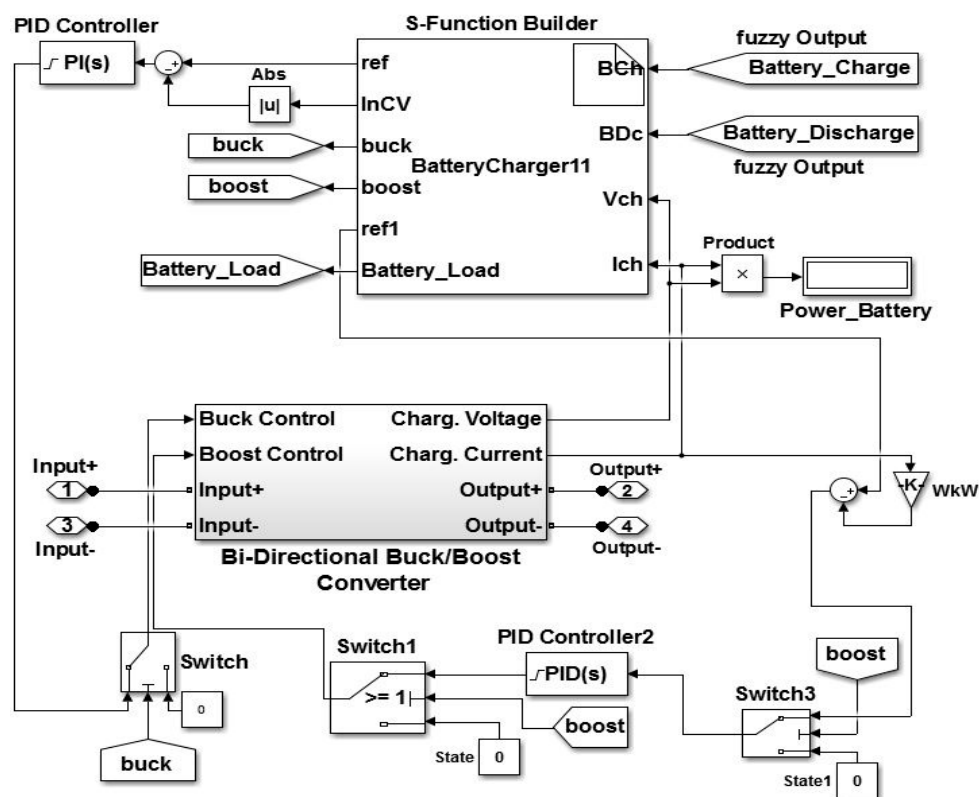 PID Controller
S-Function Builder
PI(s)
-
+
Abs
|u|
ref
InCV
buck
boost
ref1
Battery_Load
BatteryCharger11
BCh
BDc
Vch
Ich
fuzzy Output
Battery_Charge
Battery_Discharge
fuzzy Output
buck
boost
Battery_Load
Product
×
Power_Battery
Buck Control
Boost Control
Input+
Input-
Charg. Voltage
Charg. Current
Output+
Output-
Input+
1
3
Input-
Output+
2
4
Output-
Bi-Directional Buck/Boost
Converter
-K-
WkW
-
+
Switch
0
buck
Switch1
>= 1
State
0
PID Controller2
PID(s)
boost
boost
Switch3
State1
0